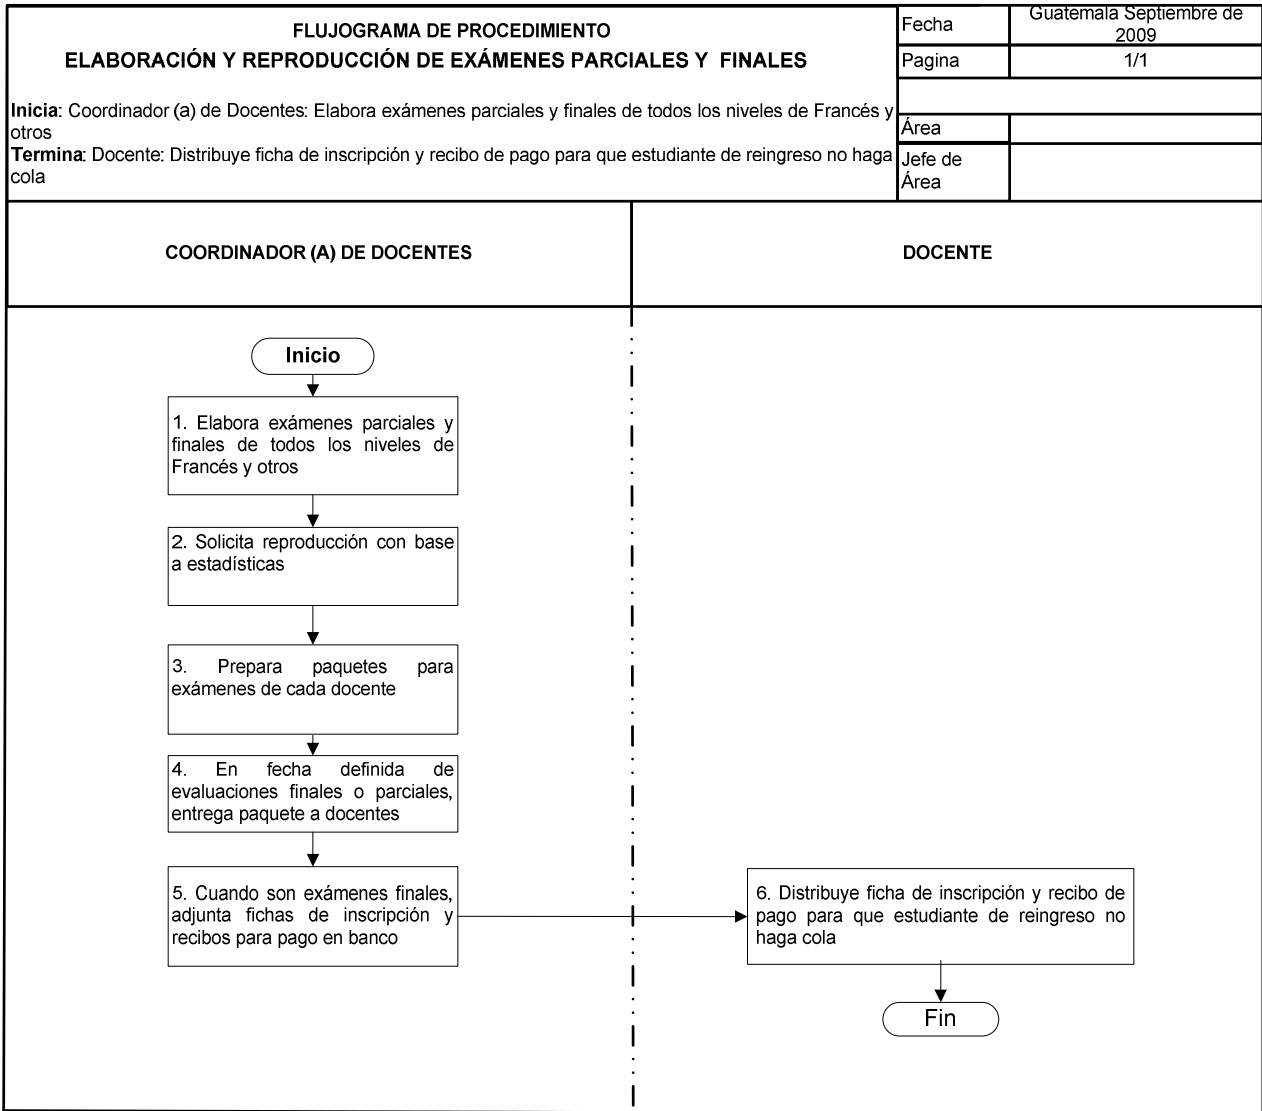 FLUJOGRAMA DE PROCEDIMIENTO
ELABORACIÓN Y REPRODUCCIÓN DE EXÁMENES PARCIALES Y FINALES
Inicia: Coordinador (a) de Docentes: Elabora exámenes parciales y finales de todos los niveles de Francés y
otros
Termina: Docente: Distribuye ficha de inscripción y recibo de pago para que estudiante de reingreso no haga
cola
Fecha
Guatemala Septiembre de
2009
Pagina
1/1
Área
Jefe de
Área
COORDINADOR (A) DE DOCENTES
DOCENTE
Inicio
1. Elabora exámenes parciales y
finales de todos los niveles de
Francés y otros
2. Solicita reproducción con base
a estadísticas
3. Prepara paquetes para
exámenes de cada docente
4. En fecha definida de
evaluaciones finales o parciales,
entrega paquete a docentes
5. Cuando son exámenes finales,
adjunta fichas de inscripción y
recibos para pago en banco
6. Distribuye ficha de inscripción y recibo de
pago para que estudiante de reingreso no
haga cola
Fin